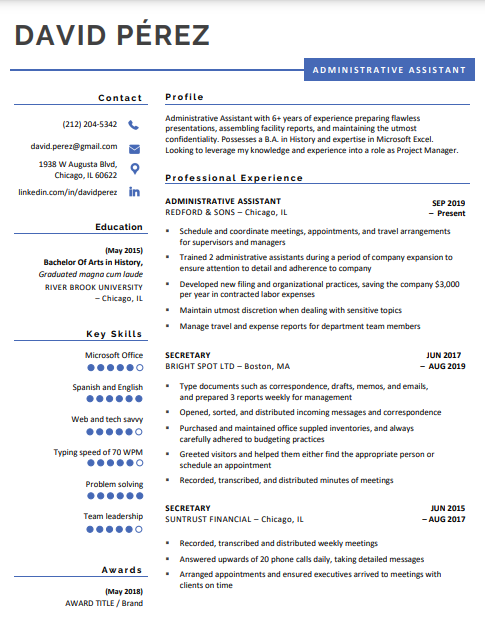 DAVID PÉREZ
ADMINISTRATIVE ASSISTANT
Contact
(212) 204-5342
david.perez@gmail.com
1938 W Augusta Blvd,
Chicago, IL 60622
linkedin.com/in/davidperez
Education
(May 2015)
Bachelor Of Arts in History,
Graduated magna cum laude
RIVER BROOK UNIVERSITY
– Chicago, IL
Key Skills
Microsoft Office
Spanish and English
Web and tech savvy
Typing speed of 70 WPM
Problem solving
Team leadership
Awards
(May 2018)
AWARD TITLE / Brand
Profile
Administrative Assistant with 6+ years of experience preparing flawless
presentations, assembling facility reports, and maintaining the utmost
confidentiality. Possesses a B.A. in History and expertise in Microsoft Excel.
Looking to leverage my knowledge and experience into a role as Project Manager.
Professional Experience
ADMINISTRATIVE ASSISTANT SEP 2019
REDFORD & SONS – Chicago, IL – Present
▪ Schedule and coordinate meetings, appointments, and travel arrangements
for supervisors and managers
▪ Trained 2 administrative assistants during a period of company expansion to
ensure attention to detail and adherence to company
▪ Developed new filing and organizational practices, saving the company $3,000
per year in contracted labor expenses
▪ Maintain utmost discretion when dealing with sensitive topics
▪ Manage travel and expense reports for department team members
SECRETARY JUN 2017
BRIGHT SPOT LTD – Boston, MA – AUG 2019
▪ Type documents such as correspondence, drafts, memos, and emails,
and prepared 3 reports weekly for management
▪ Opened, sorted, and distributed incoming messages and correspondence
▪ Purchased and maintained office suppled inventories, and always
carefully adhered to budgeting practices
▪ Greeted visitors and helped them either find the appropriate person or
schedule an appointment
▪ Recorded, transcribed, and distributed minutes of meetings
SECRETARY JUN 2015
SUNTRUST FINANCIAL – Chicago, IL – AUG 2017
▪ Recorded, transcribed and distributed weekly meetings
▪ Answered upwards of 20 phone calls daily, taking detailed messages
▪ Arranged appointments and ensured executives arrived to meetings with
clients on time